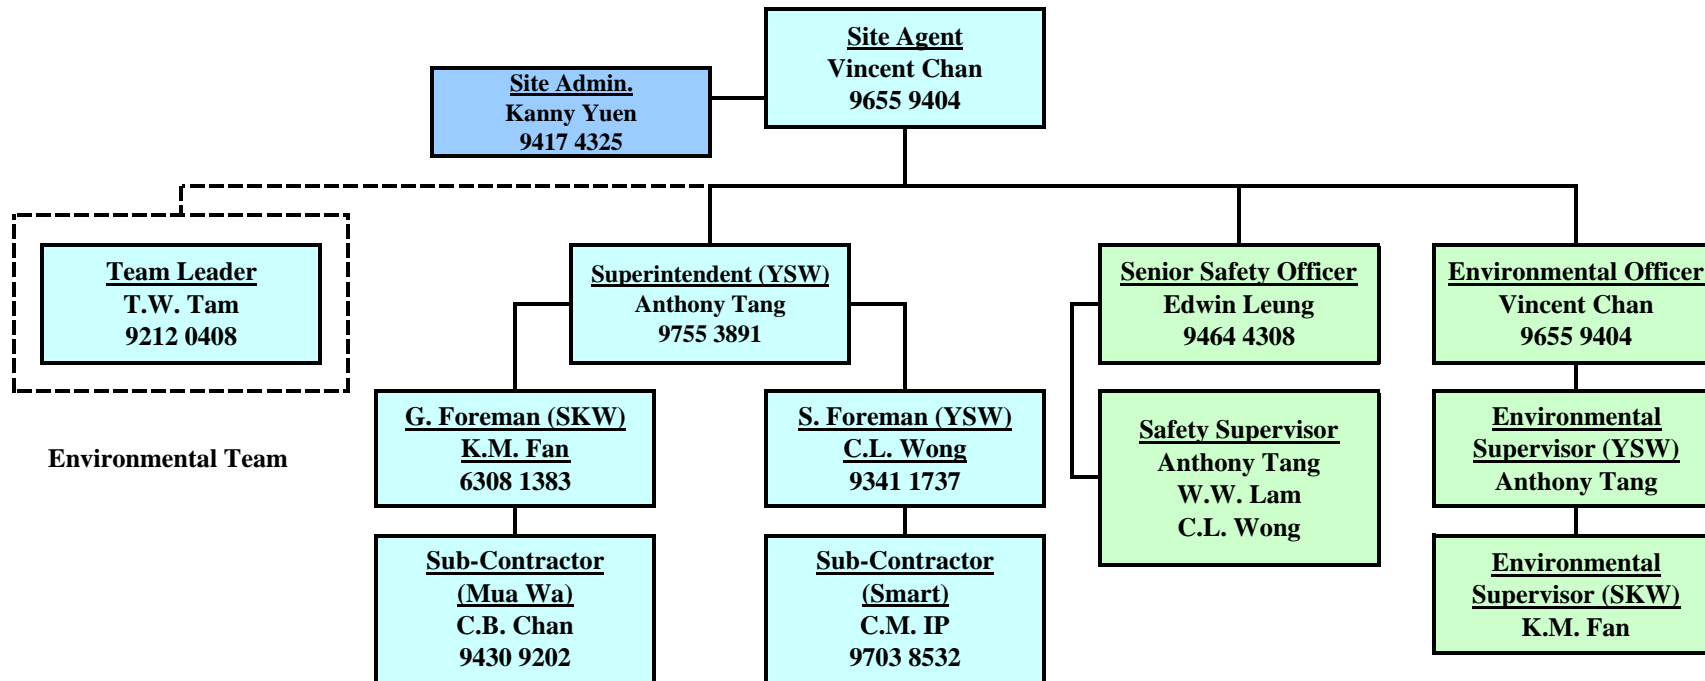 Site Agent
Vincent Chan
9655 9404
Site Admin.
Kanny Yuen
9417 4325
Team Leader
T.W. Tam
9212 0408
Environmental Team
Superintendent (YSW)
Anthony Tang
9755 3891
G. Foreman (SKW)
K.M. Fan
6308 1383
Sub-Contractor
(Mua Wa)
C.B. Chan
9430 9202
S. Foreman (YSW)
C.L. Wong
9341 1737
Sub-Contractor
(Smart)
C.M. IP
9703 8532
Senior Safety Officer
Edwin Leung
9464 4308
Safety Supervisor
Anthony Tang
W.W. Lam
C.L. Wong
Environmental Officer
Vincent Chan
9655 9404
Environmental
Supervisor (YSW)
Anthony Tang
Environmental
Supervisor (SKW)
K.M. Fan